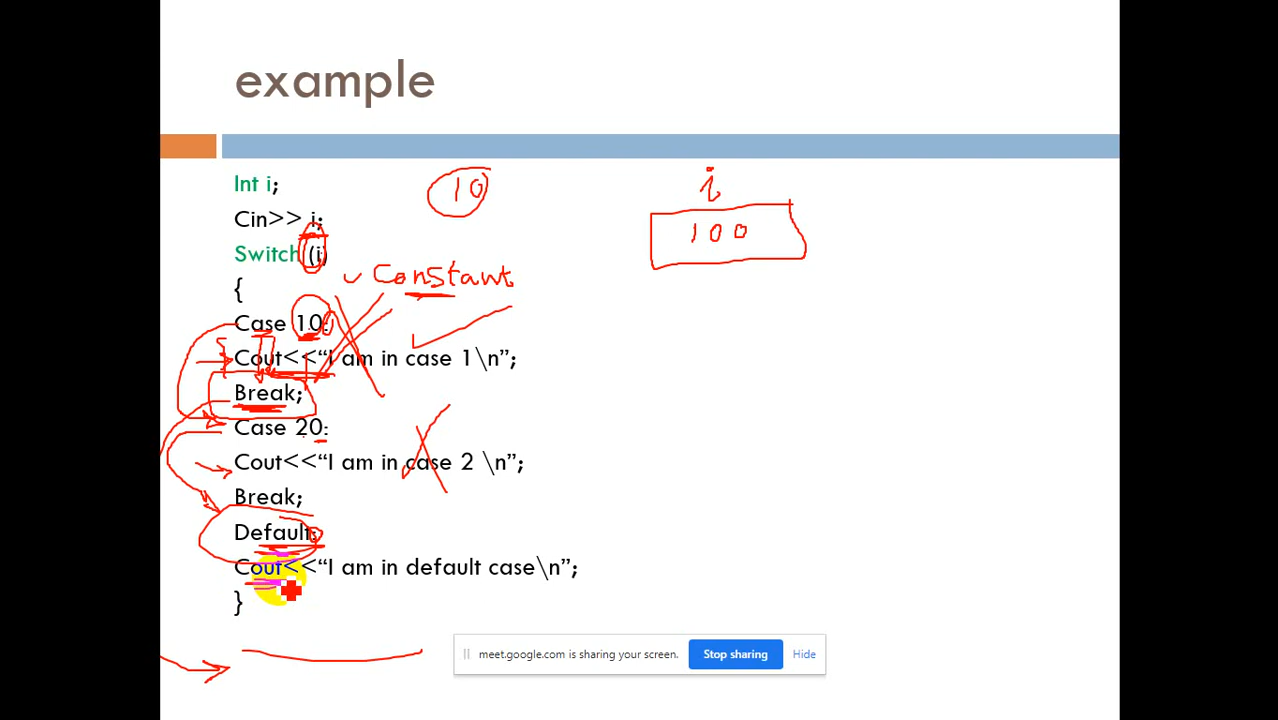 example
Int i;
10
i
Cin>> i;
100
Switch (i)
Constant
{
Case 10:
Cout<<“I am in case 1\n”;
Break;
Case 20:
Cout<<“I am in case 2 \n”;
Break;
Default:
Cout<<“I am in default case\n”;
}
meet.google.com is sharing your screen.
Stop sharing
Hide